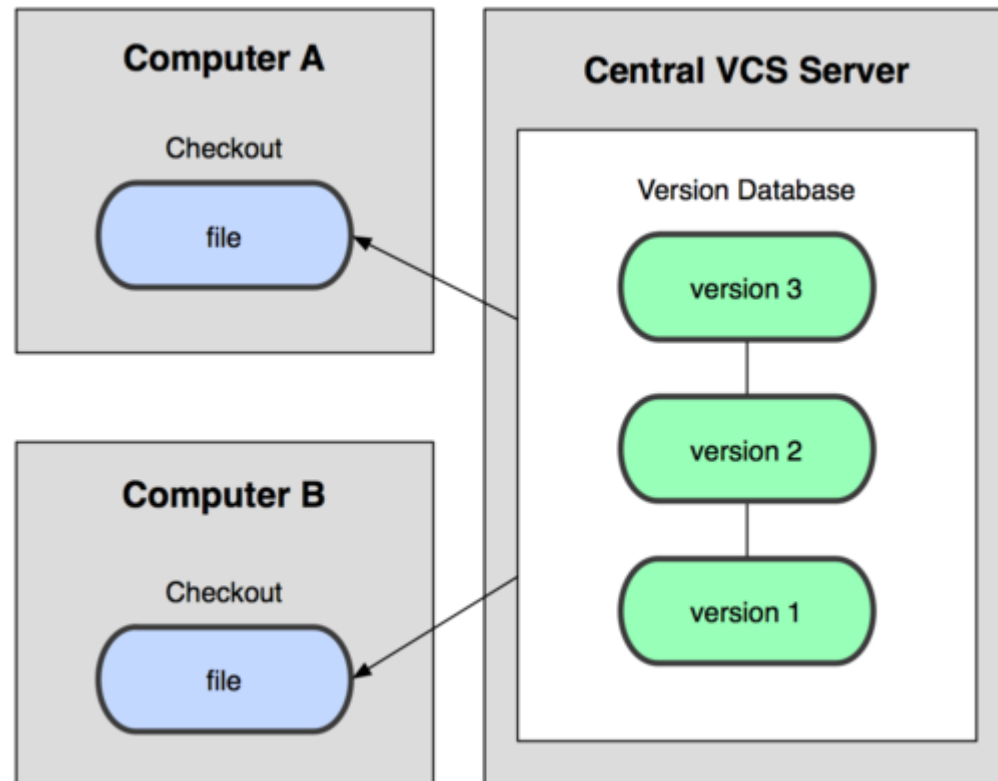 Computer A
Checkout
file
Computer B
Checkout
file
Central VCS Server
Version Database
version 3
version 2
version 1